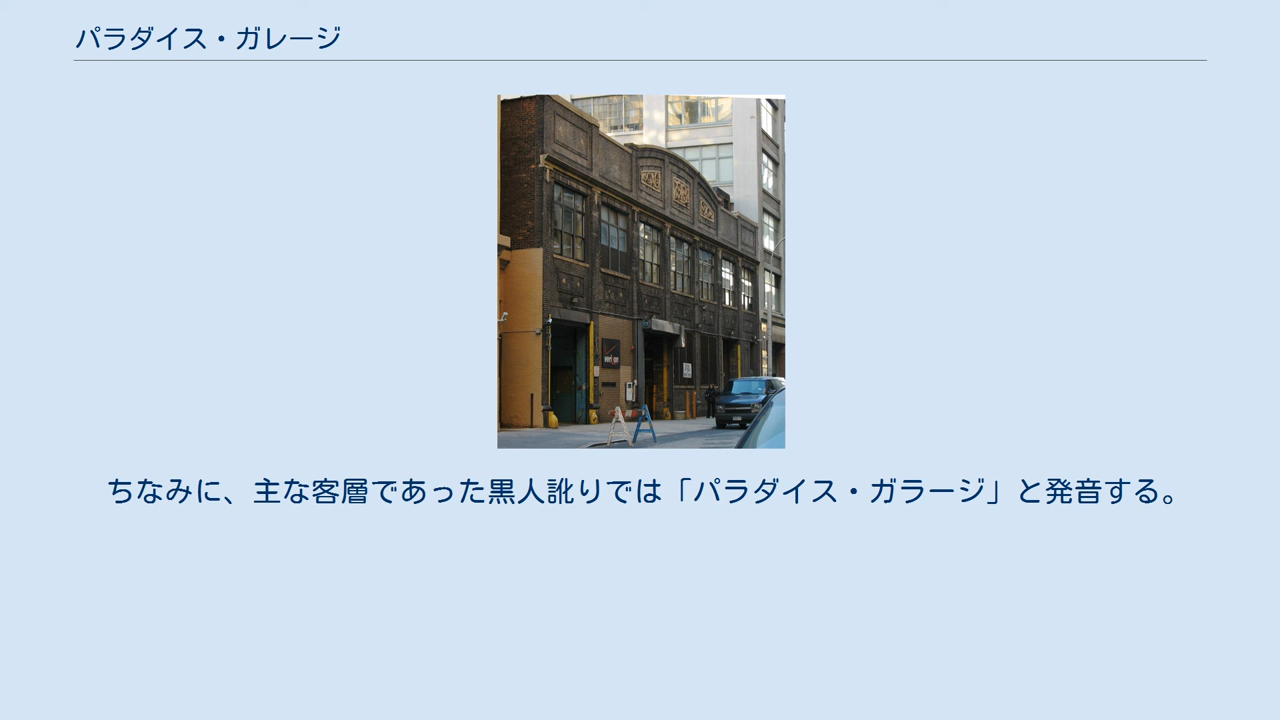 パラダイス・ガレージ
verizon
ちなみに、主な客層であった黒人訛りでは「パラダイス・ガラージ」と発音する。